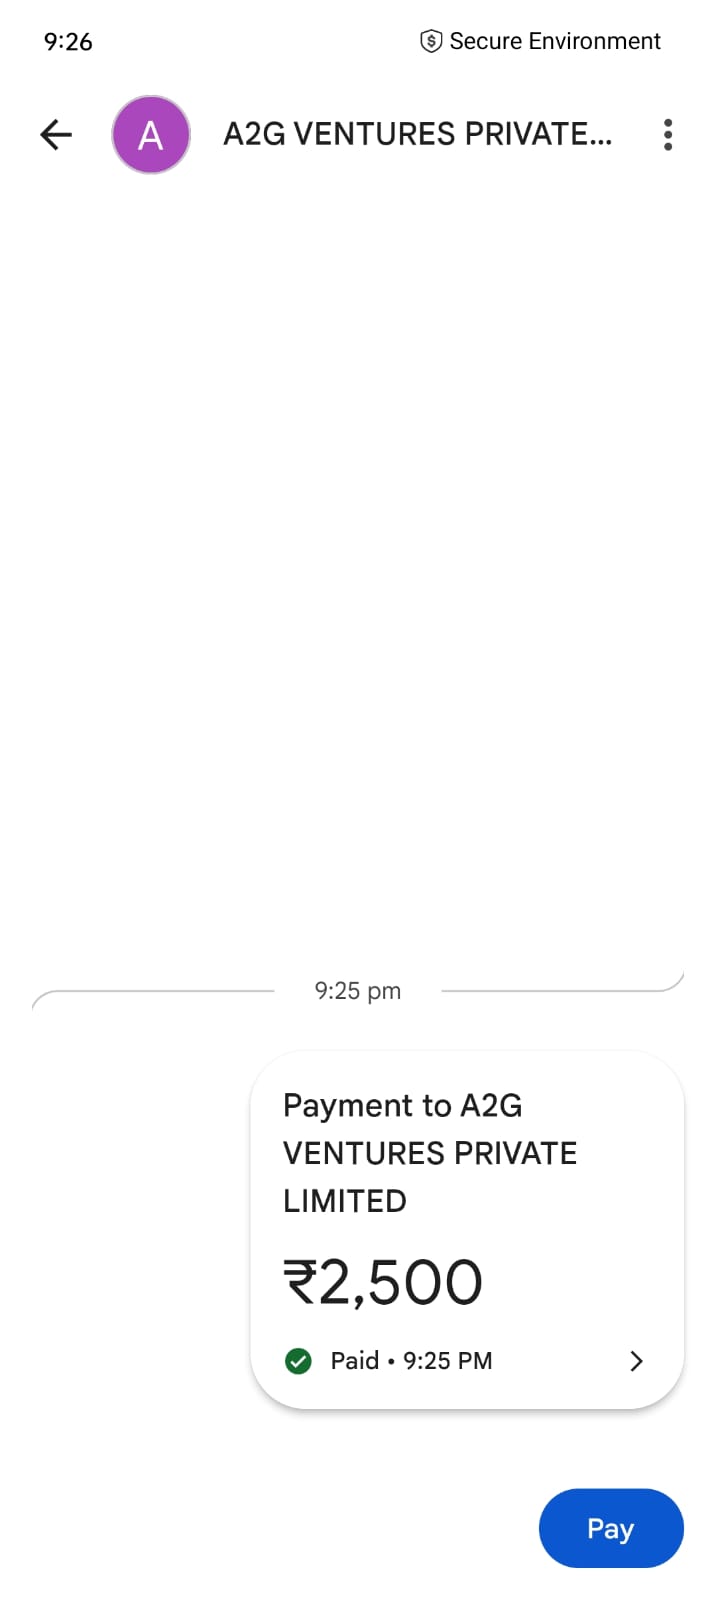 9:26 Secure Environment
A A2G VENTURES PRIVATE...
9:25 pm
Payment to A2G
VENTURES PRIVATE
LIMITED
₹2,500
Paid • 9:25 PM
Pay